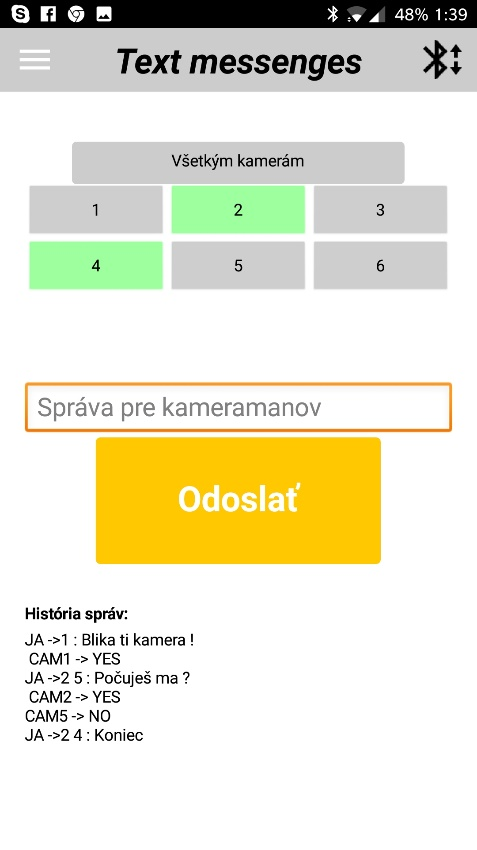 48% 1:39
Text messenges
Všetkým kamerám
1 2 3
4 5 6
Správa pre kameramanov
Odoslať
História správ:
JA ->1 : Blika ti kamera !
CAM1 -> YES
JA ->2 5 : Počuješ ma ?
CAM2 -> YES
CAM5 -> NO
JA ->2 4 : Koniec